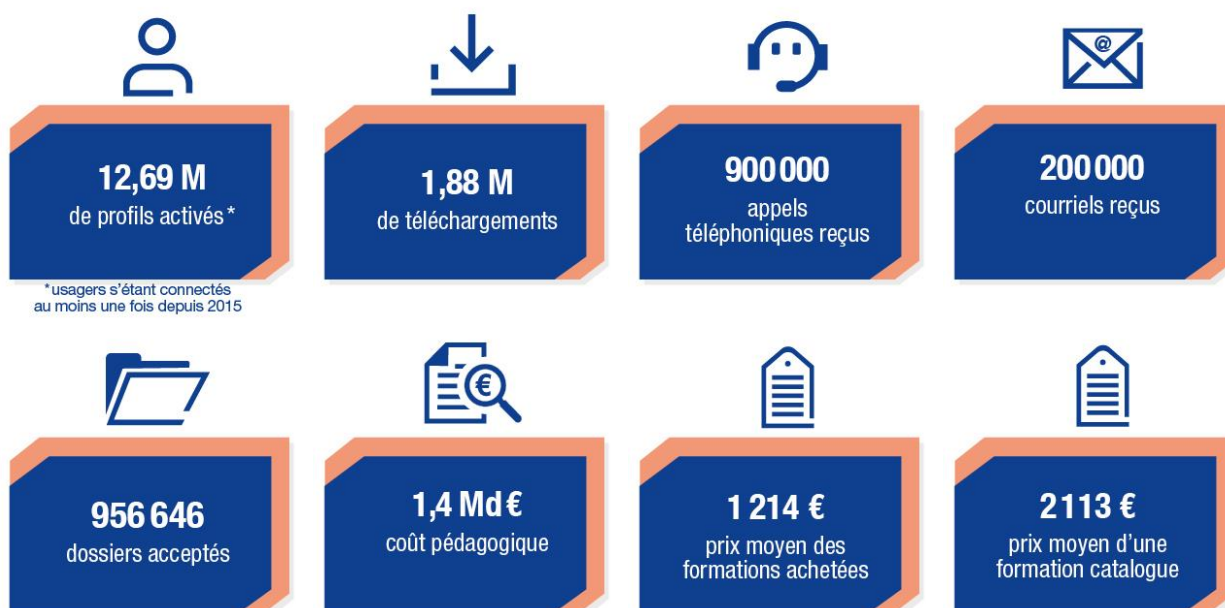 12,69 M
de profils activés *
* usagers s'étant connectés
au moins une fois depuis 2015
1,88 M
de téléchargements
900 000
appels
téléphoniques reçus
@
200 000
courriels reçus
956 646
dossiers acceptés
€
1,4 Md €
coût pédagogique
1 214 €
prix moyen des
formations achetées
2 113 €
prix moyen d'une
formation catalogue